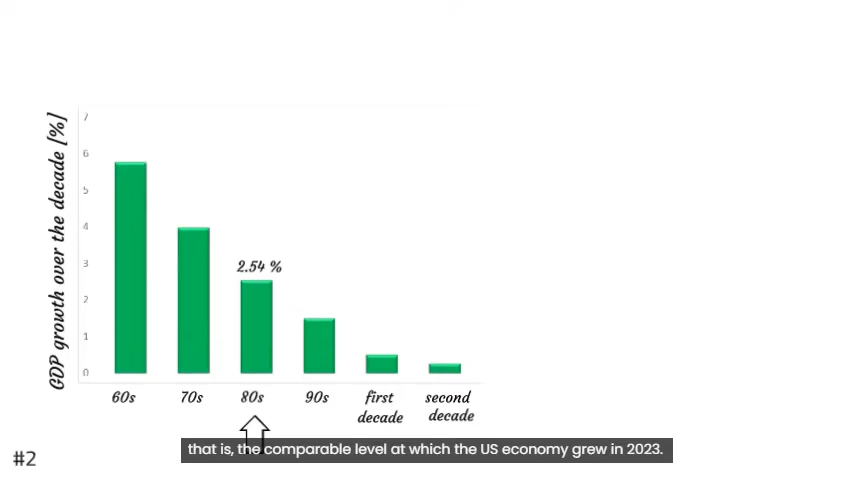 GDP growth over the decade [%]
7
6
5
4
3
2
1
0
2.54 %
60s
70s
80s
90s
first
decade
second
decade
that is, the comparable level at which the US economy grew in 2023.
#2